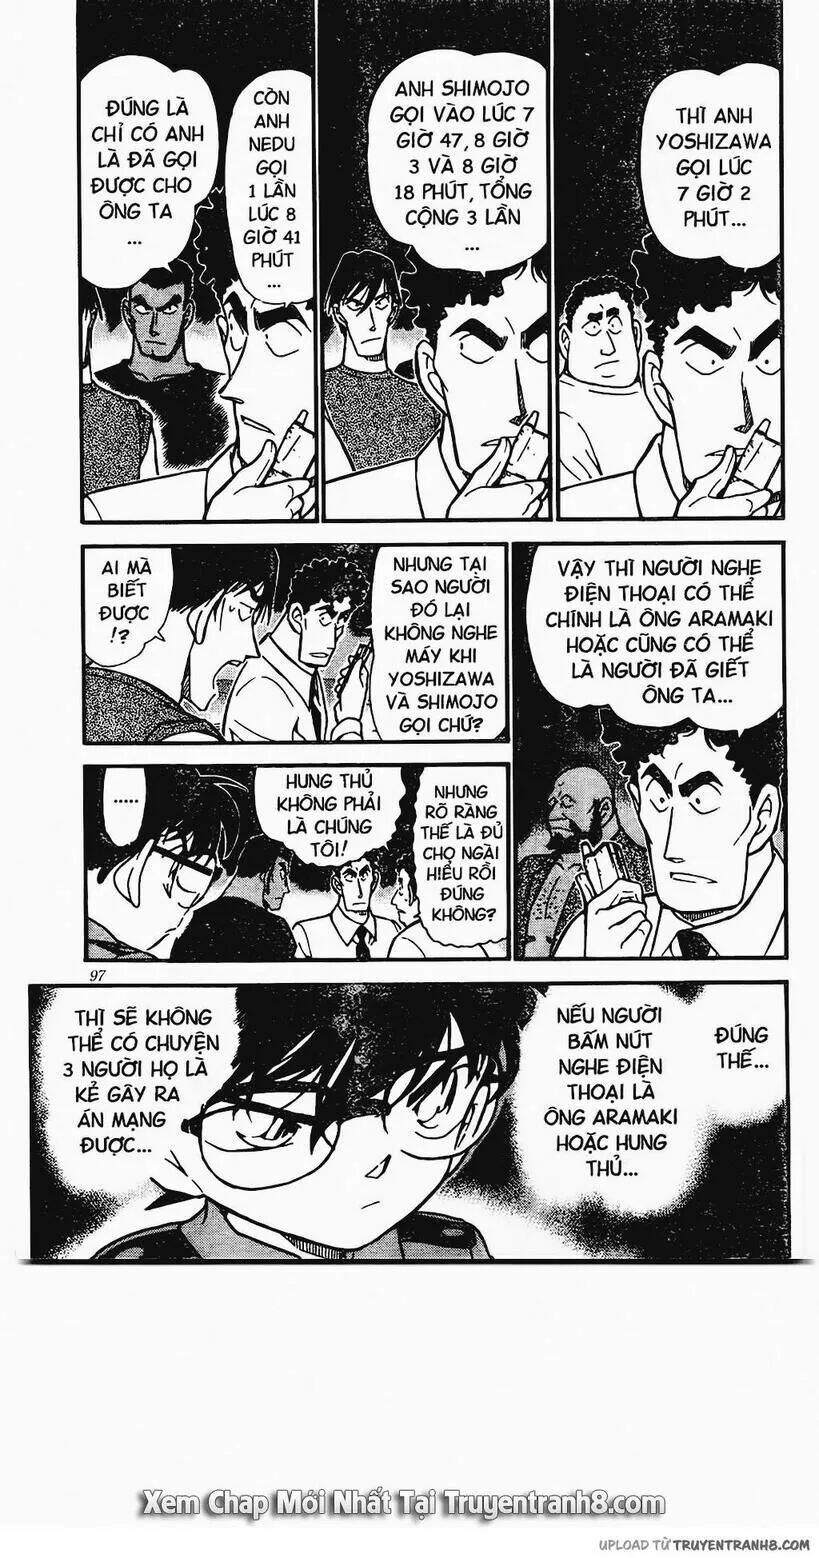 THÌ ANH
YOSHIZAWA
GỌI LÚC
7 GIỜ 2
PHÚT...
ANH SHIMOJO
GỌI VÀO LÚC 7
GIỜ 47, 8 GIỜ
3 VÀ 8 GIỜ
18 PHÚT, TỔNG
CỘNG 3 LẦN
...
CÒN
ANH
NEDU
GỌI
1 LẦN
LÚC 8
GIỜ 41
PHÚT
...
ĐÚNG LÀ
CHỈ CÓ ANH
LÀ ĐÃ GỌI
ĐƯỢC CHO
ÔNG TA
...
VẬY THÌ NGƯỜI NGHE
ĐIỆN THOẠI CÓ THỂ
CHÍNH LÀ ÔNG ARAMAKI
HOẶC CŨNG CÓ THỂ
LÀ NGƯỜI ĐÃ GIẾT
ÔNG TA...
NHƯNG TẠI
SAO NGƯỜI
ĐÓ LẠI
KHÔNG NGHE
MÁY KHI
YOSHIZAWA
VÀ SHIMOJO
GỌI CHỨ?
AI MÀ
BIẾT
ĐƯỢC
!?
NHƯNG
RÕ RÀNG
THẾ LÀ ĐỦ
CHO NGÀI
HIỂU RỒI
ĐÚNG
KHÔNG?
HUNG THỦ
KHÔNG PHẢI
LÀ CHÚNG
TÔI!
......
97
ĐÚNG
THẾ...
NẾU NGƯỜI
BẤM NÚT
NGHE ĐIỆN
THOẠI LÀ
ÔNG ARAMAKI
HOẶC HUNG
THỦ...
THÌ SẼ KHÔNG
THỂ CÓ CHUYỆN
3 NGƯỜI HỌ LÀ
KẺ GÂY RA
ÁN MẠNG
ĐƯỢC...
Xem Chap Mới Nhất Tại Truyentranh8.com
UPLOAD TỪ TRUYENTRANH8.COM